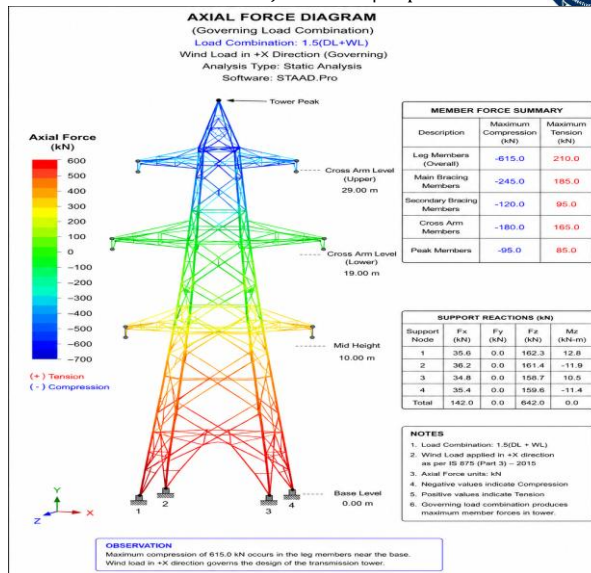 AXIAL FORCE DIAGRAM
(Governing Load Combination)
Load Combination: 1.5(DL+WL)
Wind Load in +X Direction (Governing)
Analysis Type: Static Analysis
Software: STAAD.Pro
Tower Peak
Axial Force
(kN)
600
500
400
300
200
100
0
−100
−200
−300
−400
−500
−600
−700
(+) Tension
(-) Compression
Cross Arm Level
(Upper)
29.00 m
Cross Arm Level
(Lower)
19.00 m
Mid Height
10.00 m
Base Level
0.00 m
1 2 3 4
Y
Z X
MEMBER FORCE SUMMARY
Description Maximum Compression (kN) Maximum Tension (kN)
Leg Members (Overall) -615.0 210.0
Main Bracing Members -245.0 185.0
Secondary Bracing Members -120.0 95.0
Cross Arm Members -180.0 165.0
Peak Members -95.0 85.0
SUPPORT REACTIONS (kN)
Support Node Fx (kN) Fy (kN) Fz (kN) Mz (kN-m)
1 35.6 0.0 162.3 12.8
2 36.2 0.0 161.4 -11.9
3 34.8 0.0 158.7 10.5
4 35.4 0.0 159.6 -11.4
Total 142.0 0.0 642.0 0.0
NOTES
1. Load Combination: 1.5(DL + WL)
2. Wind Load applied in +X direction
as per IS 875 (Part 3) – 2015
3. Axial Force units: kN
4. Negative values indicate Compression
5. Positive values indicate Tension
6. Governing load combination produces
maximum member forces in tower.
OBSERVATION
Maximum compression of 615.0 kN occurs in the leg members near the base.
Wind load in +X direction governs the design of the transmission tower.